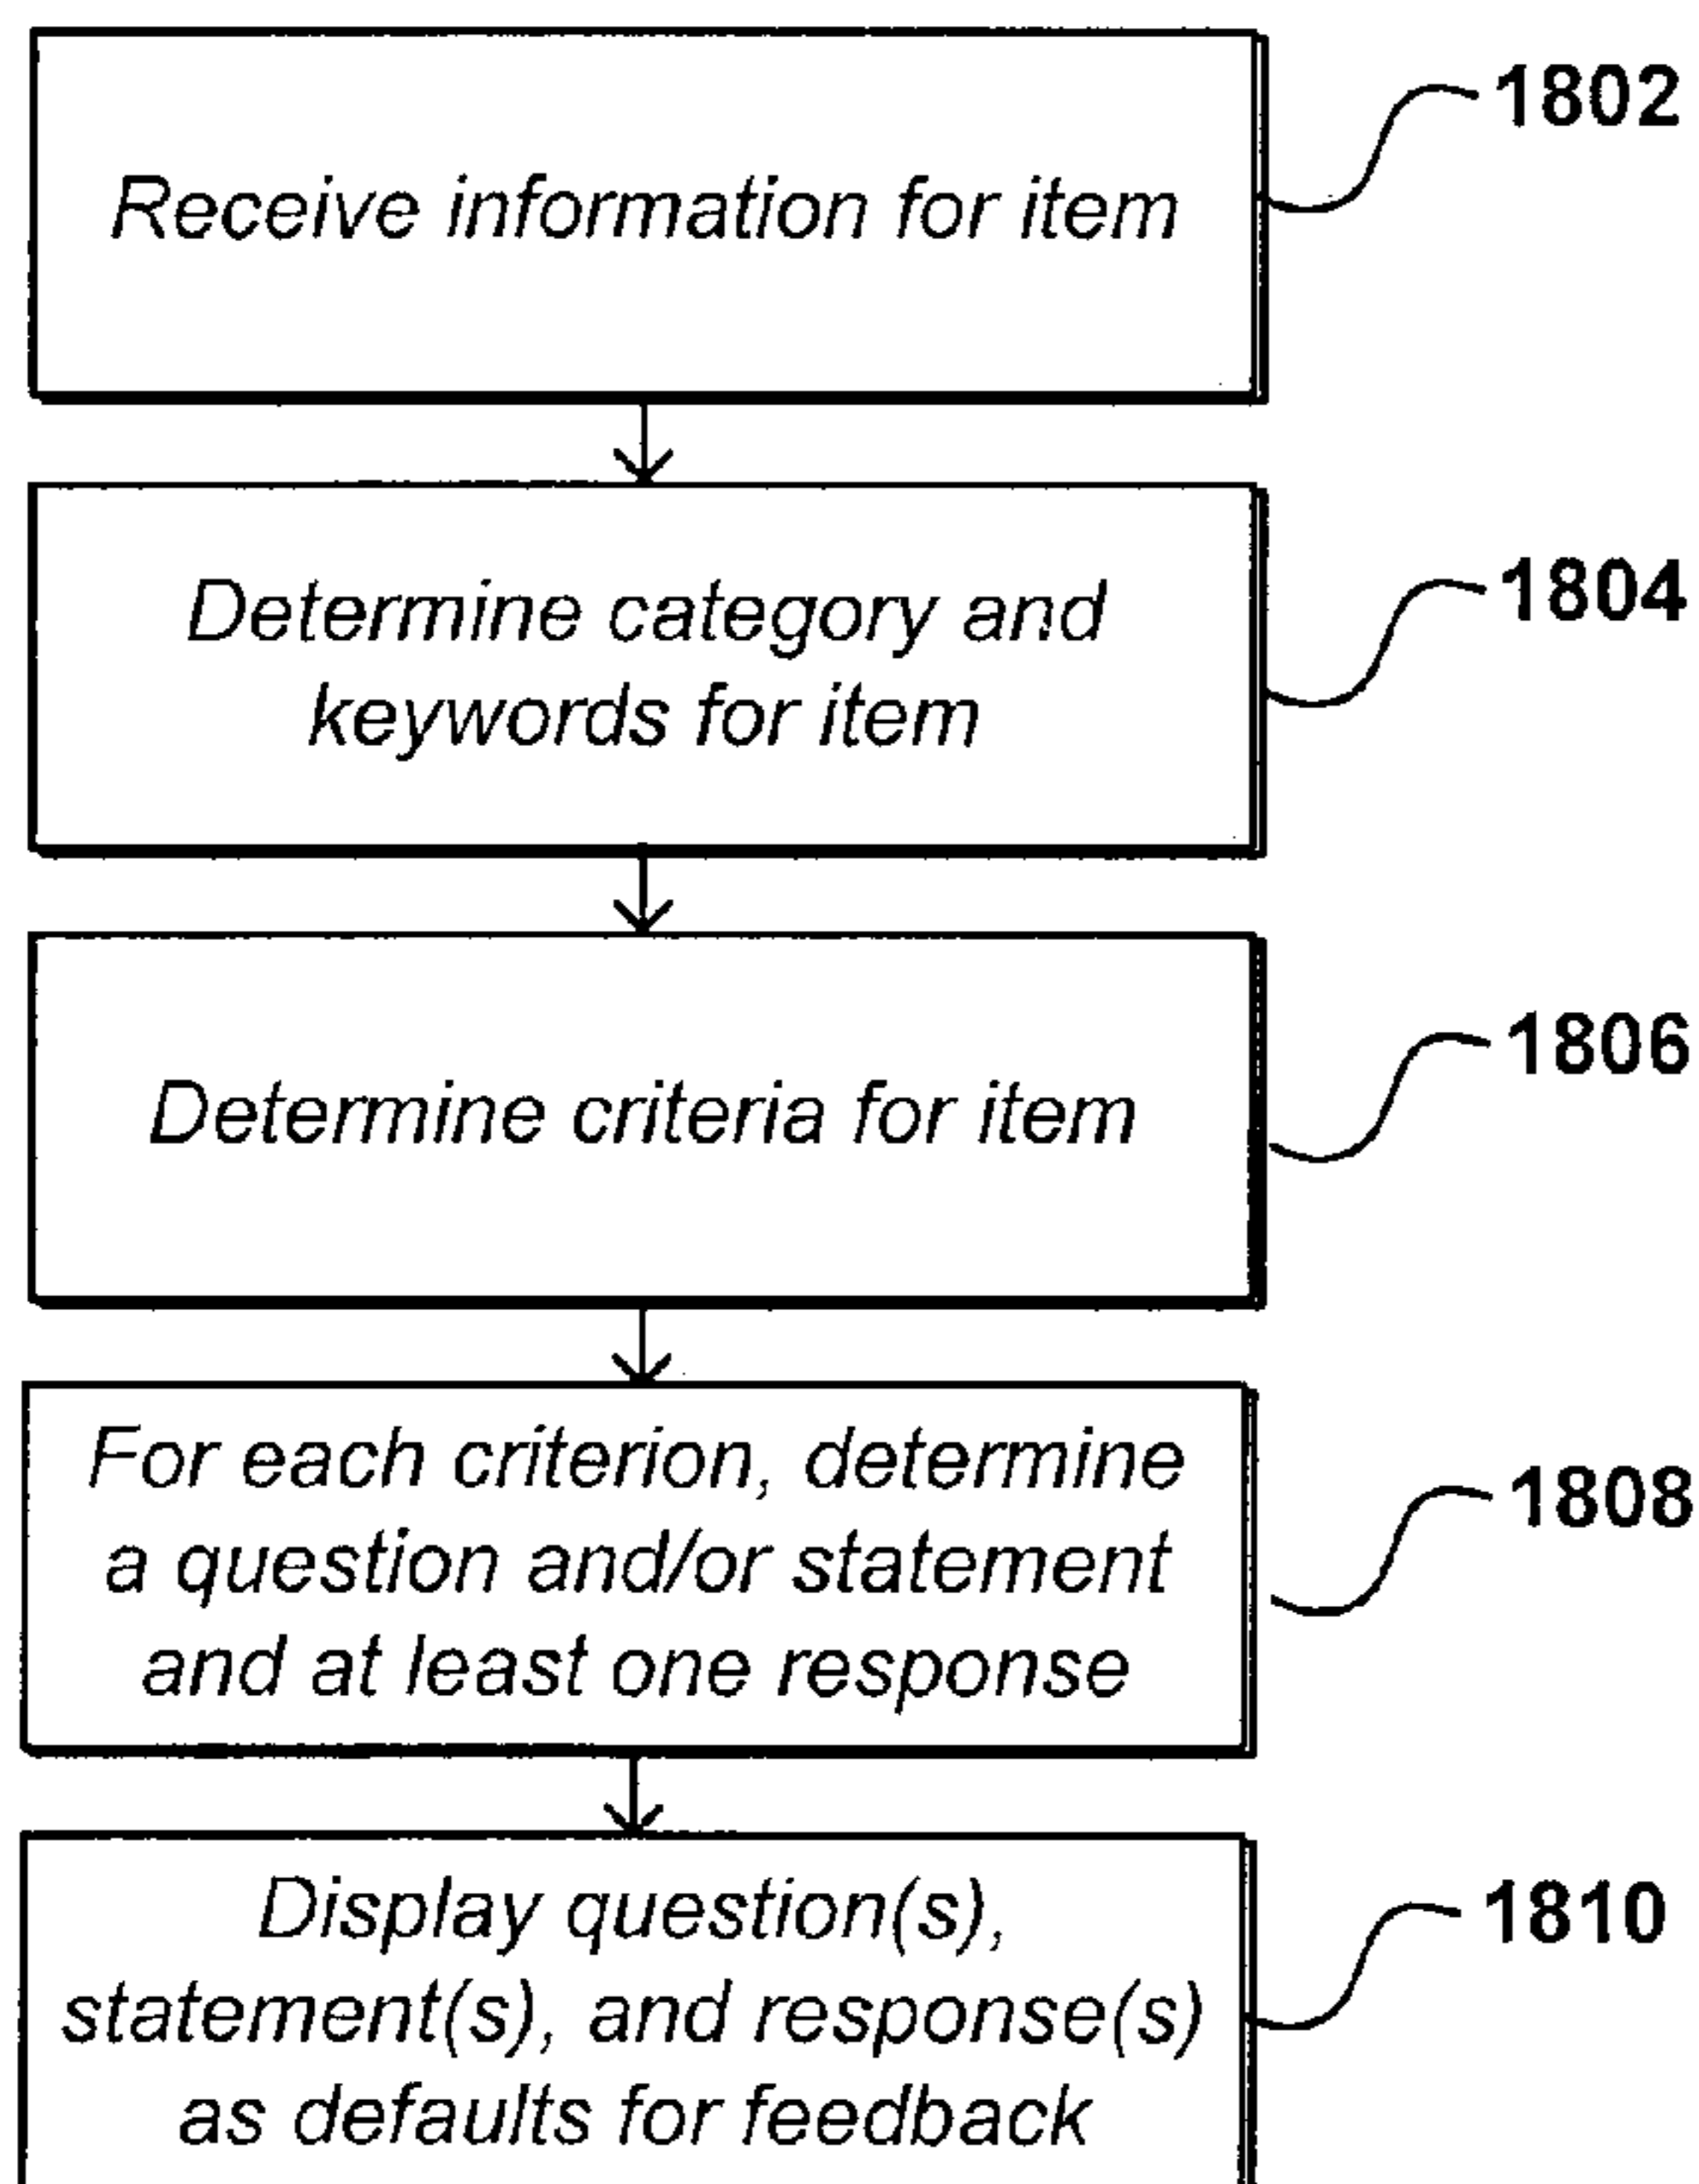 1802
Receive information for item
1804
Determine category and
keywords for item
1806
Determine criteria for item
1808
For each criterion, determine
a question and/or statement
and at least one response
1810
Display question(s),
statement(s), and response(s)
as defaults for feedback